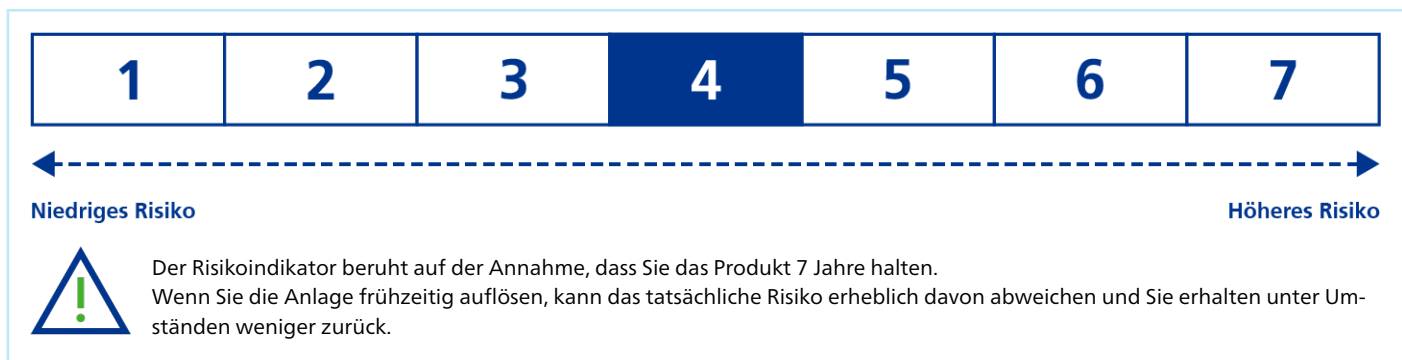 1 2 3 4 5 6 7
Niedriges Risiko Höheres Risiko
Der Risikoindikator beruht auf der Annahme, dass Sie das Produkt 7 Jahre halten.
Wenn Sie die Anlage frühzeitig auflösen, kann das tatsächliche Risiko erheblich davon abweichen und Sie erhalten unter Um-
ständen weniger zurück.